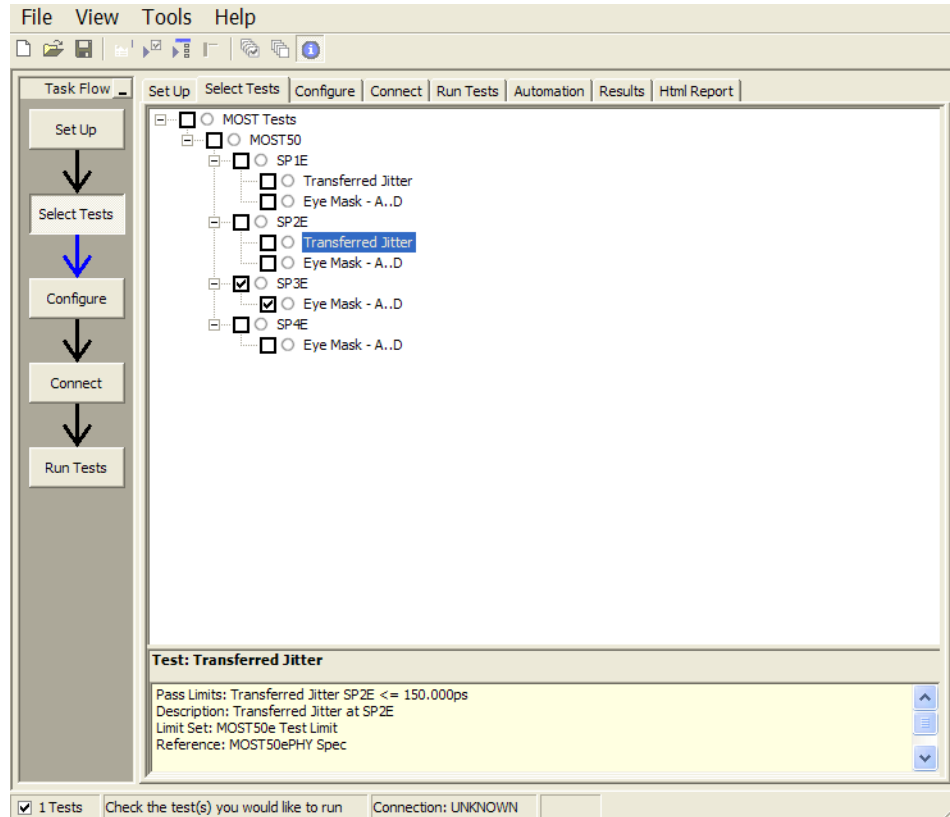 File View Tools Help
Task Flow
Set Up Select Tests Configure Connect Run Tests Automation Results Html Report
Set Up
Select Tests
Configure
Connect
Run Tests
MOST Tests
MOST50
SP1E
Transferred Jitter
Eye Mask - A..D
SP2E
Transferred Jitter
Eye Mask - A..D
SP3E
Eye Mask - A..D
SP4E
Eye Mask - A..D
Test: Transferred Jitter
Pass Limits: Transferred Jitter SP2E <= 150.000ps
Description: Transferred Jitter at SP2E
Limit Set: MOST50e Test Limit
Reference: MOST50ePHY Spec
1 Tests Check the test(s) you would like to run Connection: UNKNOWN